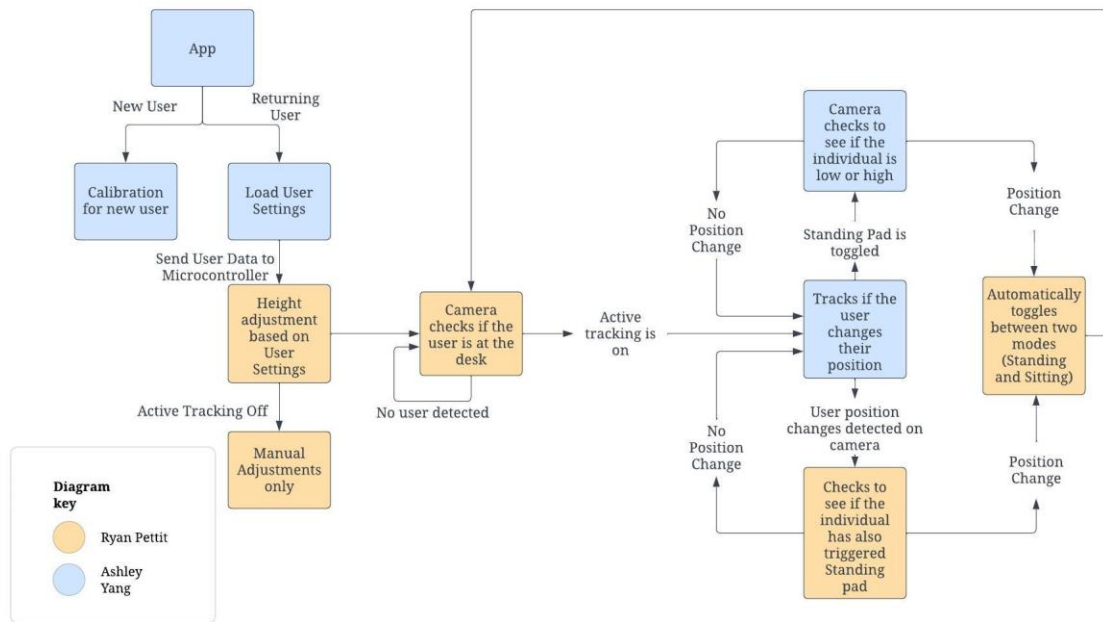 App
New User
Returning
User
Calibration
for new user
Load User
Settings
Send User Data to
Microcontroller
Height
adjustment
based on
User
Settings
Active Tracking Off
Manual
Adjustments
only
Camera
checks if the
user is at the
desk
No user detected
Active
tracking is
on
Camera
checks to
see if the
individual is
low or high
No
Position
Change
Standing Pad is
toggled
Position
Change
Tracks if the
user
changes
their
position
Automatically
toggles
between two
modes
(Standing
and Sitting)
User position
changes detected on
camera
No
Position
Change
Position
Change
Checks to
see if the
individual
has also
triggered
Standing
pad
Diagram
key
Ryan Pettit
Ashley
Yang